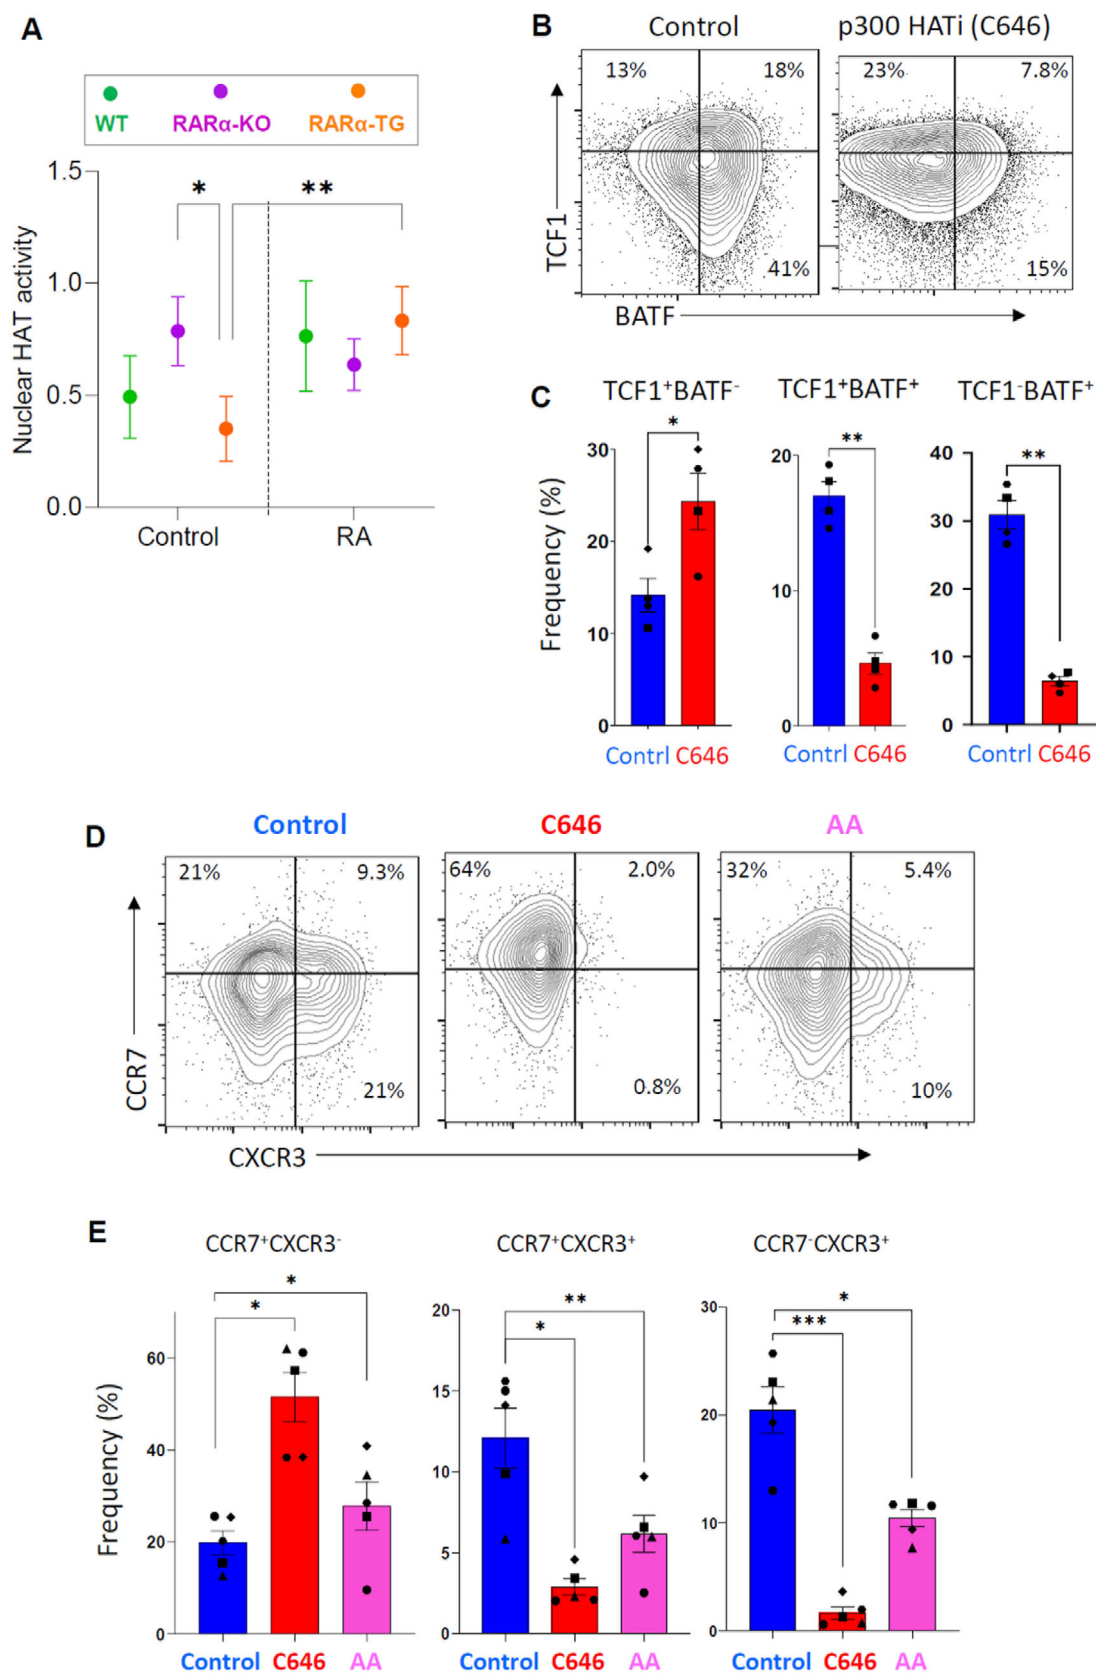 A
WT RARα-KO RARα-TG
Nuclear HAT activity
1.5
1.0
0.5
0.0
* **
Control RA
B
Control p300 HATi (C646)
13% 18% 23% 7.8%
41% 15%
TCF1
BATF
C
TCF1+BATF- TCF1+BATF+ TCF1-BATF+
* ** **
Frequency (%)
30
20
10
0
20
10
0
40
30
20
10
0
Contrl C646 Contrl C646 Contrl C646
D
Control C646 AA
21% 9.3% 64% 2.0% 32% 5.4%
21% 0.8% 10%
CCR7
CXCR3
E
CCR7+CXCR3- CCR7+CXCR3+ CCR7-CXCR3+
*
*
**
*
*
***
Frequency (%)
60
40
20
0
20
15
10
5
0
30
20
10
0
Control C646 AA Control C646 AA Control C646 AA